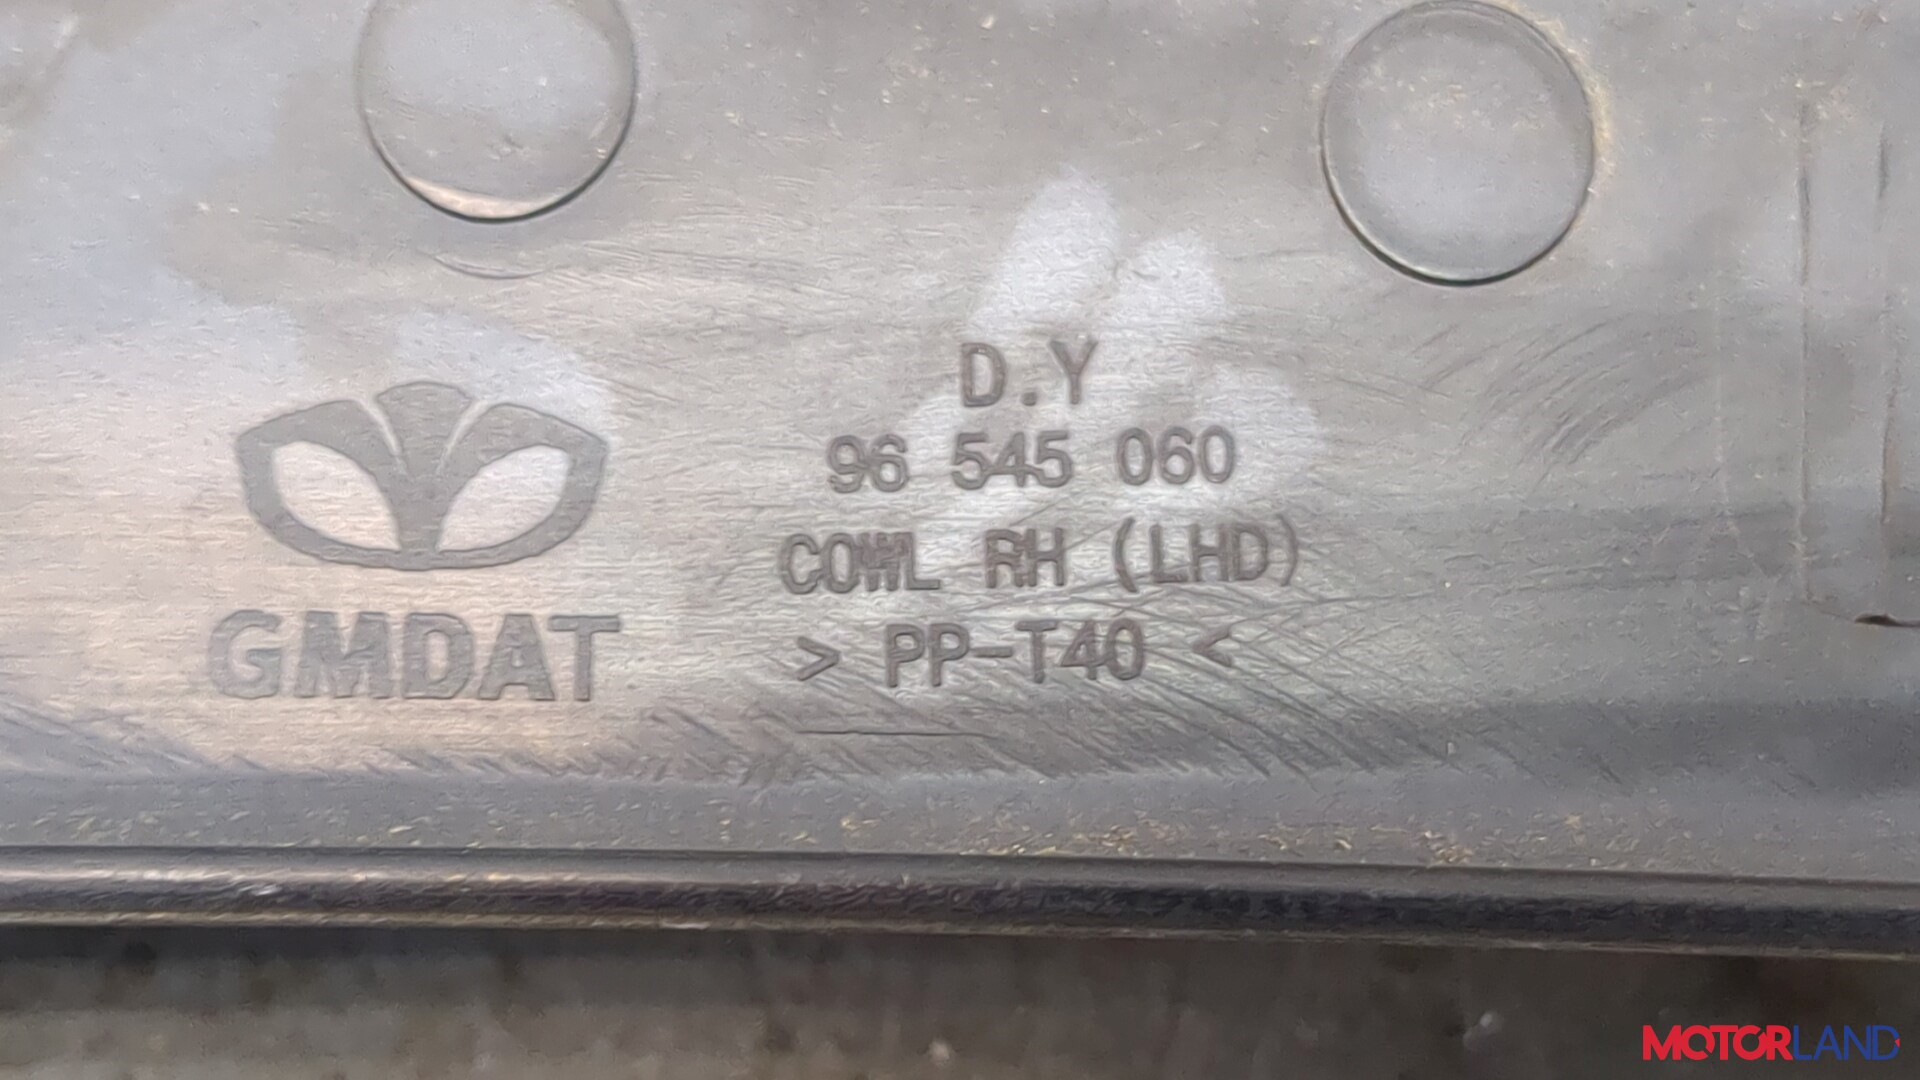 D.Y
96 545 060
COWL RH (LHD)
> PP-T40 <
GMDAT
MOTORLAND